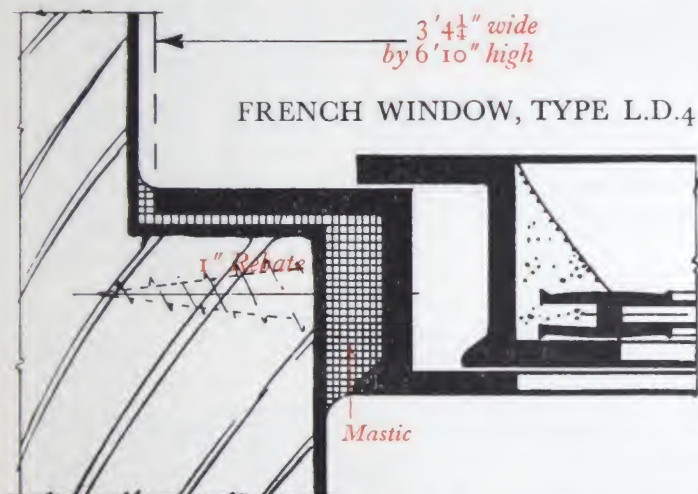 3'4¼" wide
by 6'10" high
FRENCH WINDOW, TYPE L.D.4
1" Rebate
Mastic